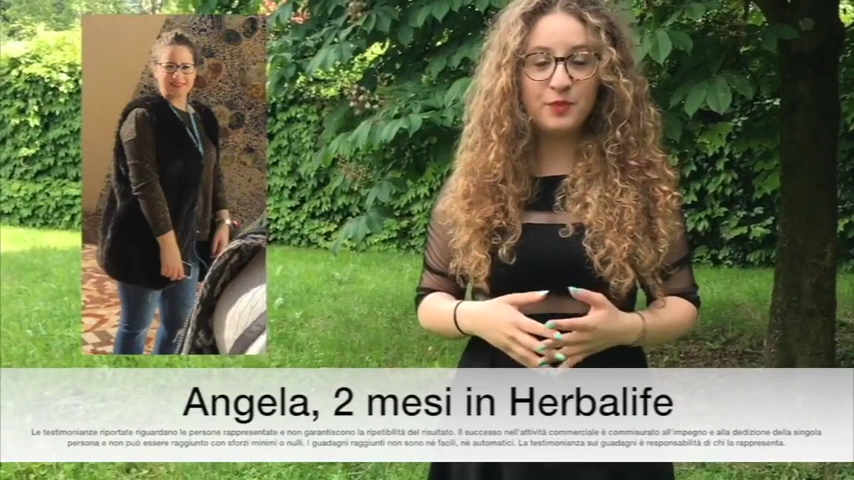 Angela, 2 mesi in Herbalife
Le testimonianze riportate riguardano le persone rappresentate e non garantiscono la ripetibilità del risultato. Il successo nell'attività commerciale è commisurato all'impegno e alla dedizione della singola
persona e non può essere raggiunto con sforzi minimi o nulli. I guadagni raggiunti non sono né facili, né automatici. La testimonianza sui guadagni è responsabilità di chi la rappresenta.